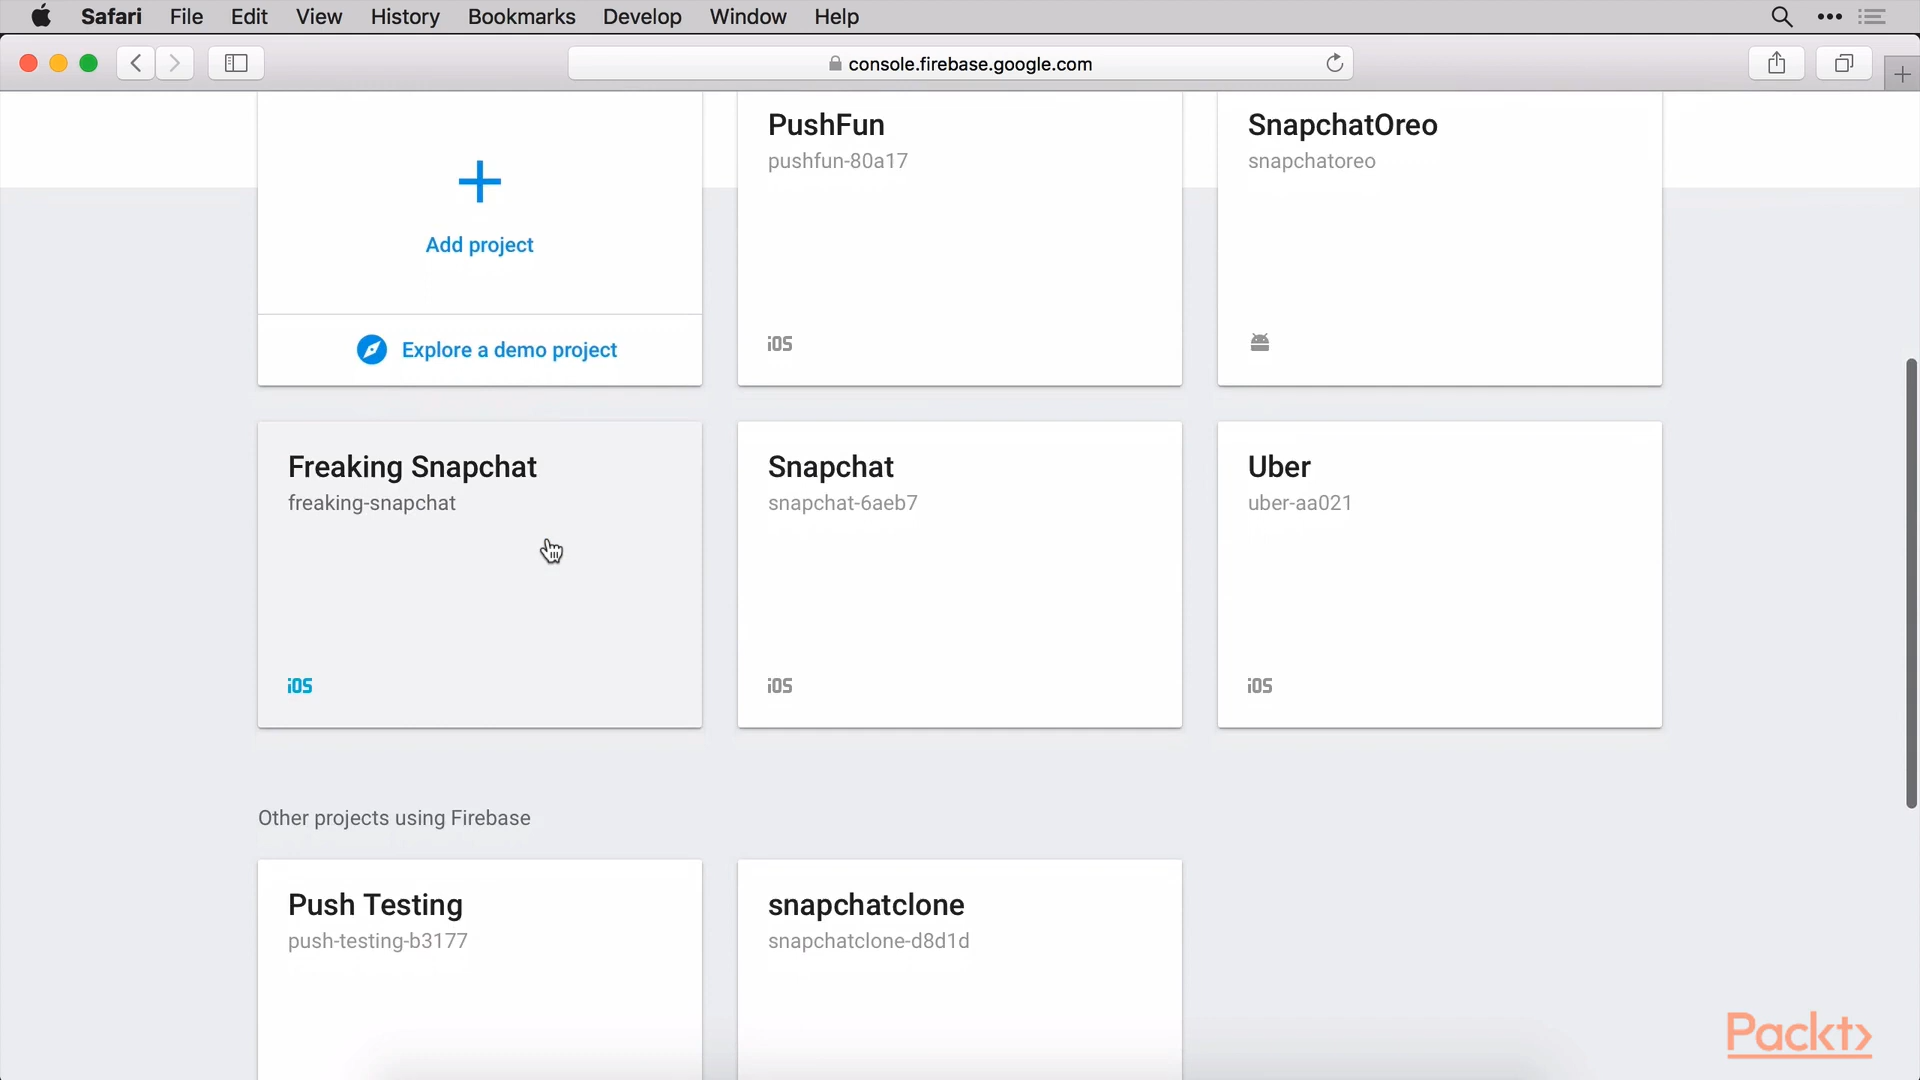 Safari File Edit View History Bookmarks Develop Window Help
console.firebase.google.com
PushFun
pushfun-80a17
iOS
SnapchatOreo
snapchatoreo
Add project
Explore a demo project
Freaking Snapchat
freaking-snapchat
iOS
Snapchat
snapchat-6aeb7
iOS
Uber
uber-aa021
iOS
Other projects using Firebase
Push Testing
push-testing-b3177
snapchatclone
snapchatclone-d8d1d
Packt>